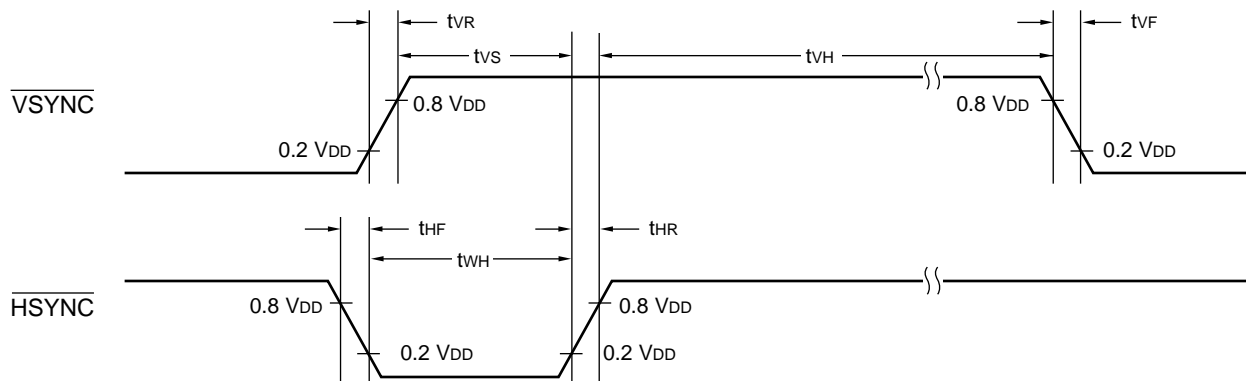 tVR
tVF
tVS
tVH
VSYNC
0.8 VDD
0.8 VDD
0.2 VDD
0.2 VDD
tHF
tHR
tWH
HSYNC
0.8 VDD
0.8 VDD
0.2 VDD
0.2 VDD